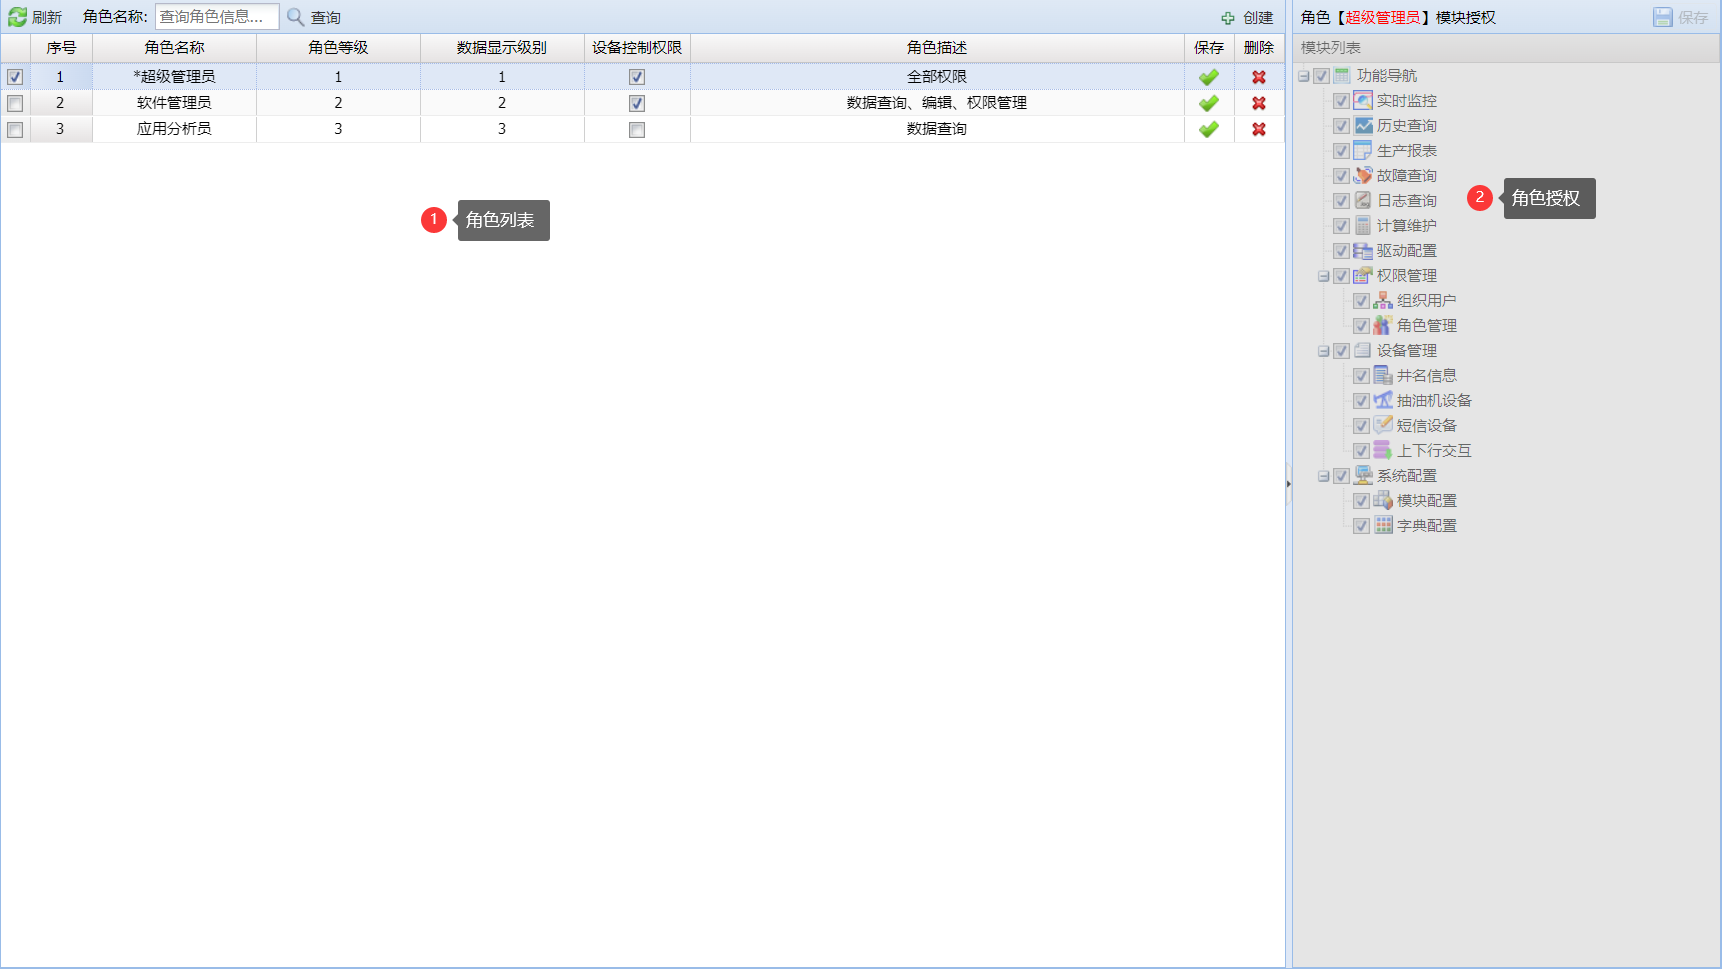 刷新 角色名称: 查询角色信息... 查询 创建
序号 角色名称 角色等级 数据显示级别 设备控制权限 角色描述 保存 删除
1 *超级管理员 1 1 全部权限
2 软件管理员 2 2 数据查询、编辑、权限管理
3 应用分析员 3 3 数据查询
1 角色列表
角色【超级管理员】模块授权 保存
模块列表
功能导航
实时监控
历史查询
生产报表
故障查询
日志查询
2 角色授权
计算维护
驱动配置
权限管理
组织用户
角色管理
设备管理
井名信息
抽油机设备
短信设备
上下行交互
系统配置
模块配置
字典配置